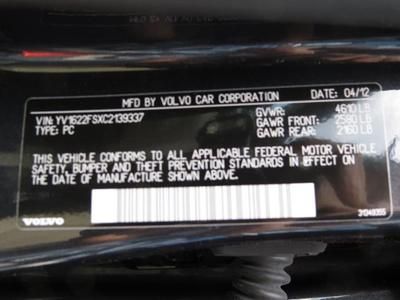 MFD BY VOLVO CAR CORPORATION DATE: 04/12
VIN: YV1622FSXC2139337 GVWR: 4610 LB
TYPE: PC GAWR FRONT: 2580 LB
GAWR REAR: 2160 LB
THIS VEHICLE CONFORMS TO ALL APPLICABLE FEDERAL MOTOR VEHICLE
SAFETY, BUMPER AND THEFT PREVENTION STANDARDS IN EFFECT ON
THE DATE OF MANUFACTURE SHOWN ABOVE.
VOLVO 31349355